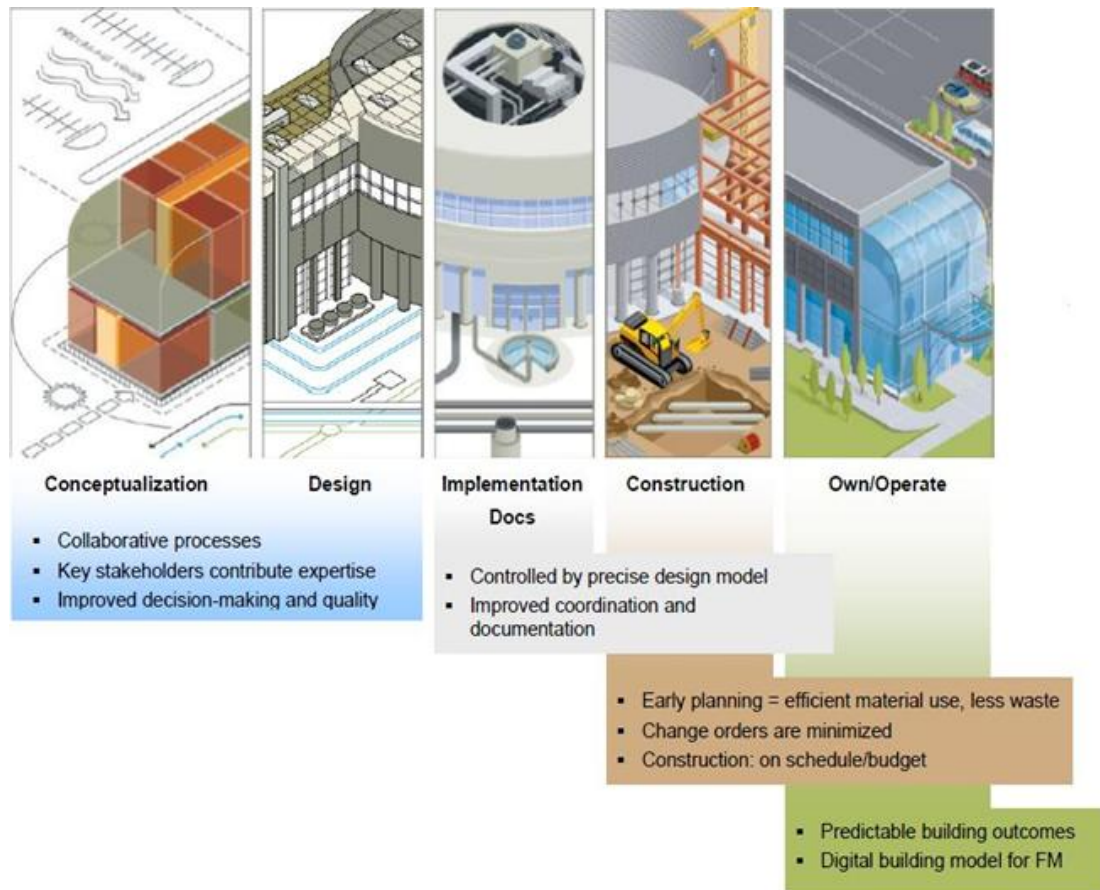 PREVAILING WINDS
Conceptualization
Design
Implementation
Docs
Construction
Own/Operate
▪ Collaborative processes
▪ Key stakeholders contribute expertise
▪ Improved decision-making and quality
▪ Controlled by precise design model
▪ Improved coordination and
documentation
▪ Early planning = efficient material use, less waste
▪ Change orders are minimized
▪ Construction: on schedule/budget
▪ Predictable building outcomes
▪ Digital building model for FM